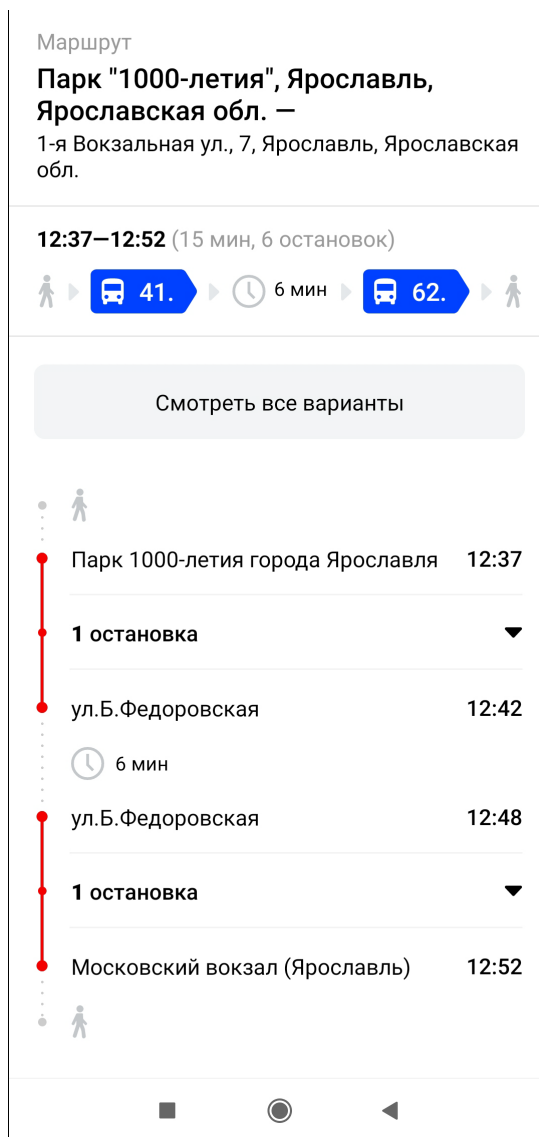 Маршрут
Парк "1000-летия", Ярославль,
Ярославская обл. —
1-я Вокзальная ул., 7, Ярославль, Ярославская
обл.
12:37—12:52 (15 мин, 6 остановок)
41. 6 мин 62.
Смотреть все варианты
Парк 1000-летия города Ярославля 12:37
1 остановка
ул.Б.Федоровская 12:42
6 мин
ул.Б.Федоровская 12:48
1 остановка
Московский вокзал (Ярославль) 12:52